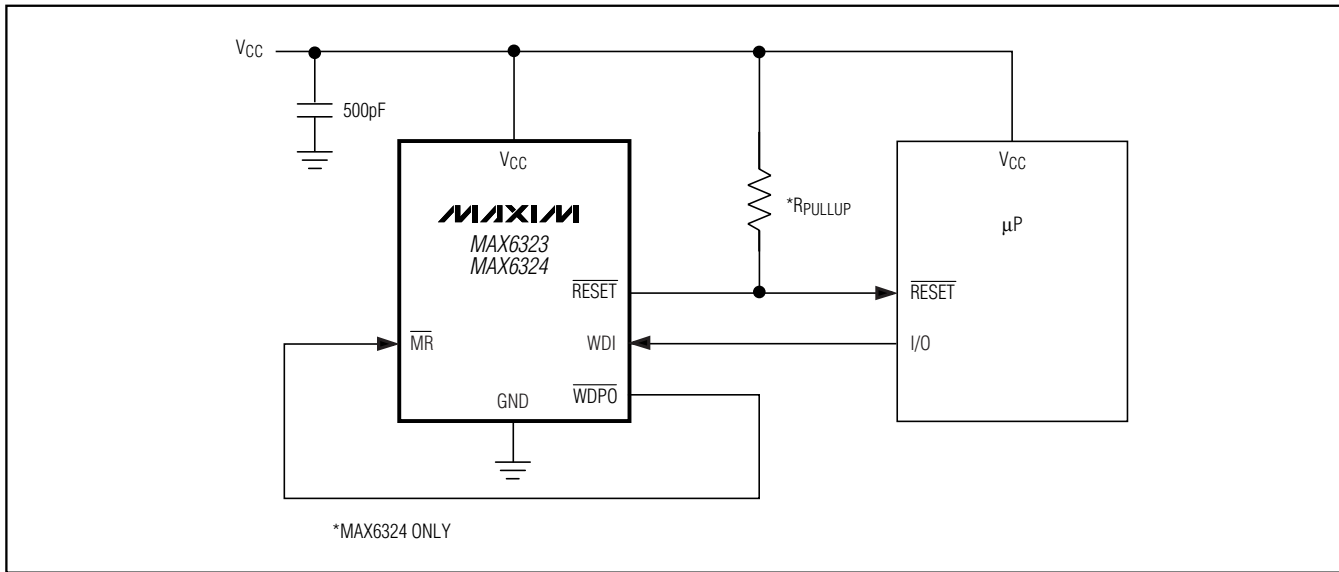 VCC
500pF
VCC
MAXIM
MAX6323
MAX6324
RESET
MR
WDI
WDPO
GND
*RPULLUP
VCC
µP
RESET
I/O
*MAX6324 ONLY